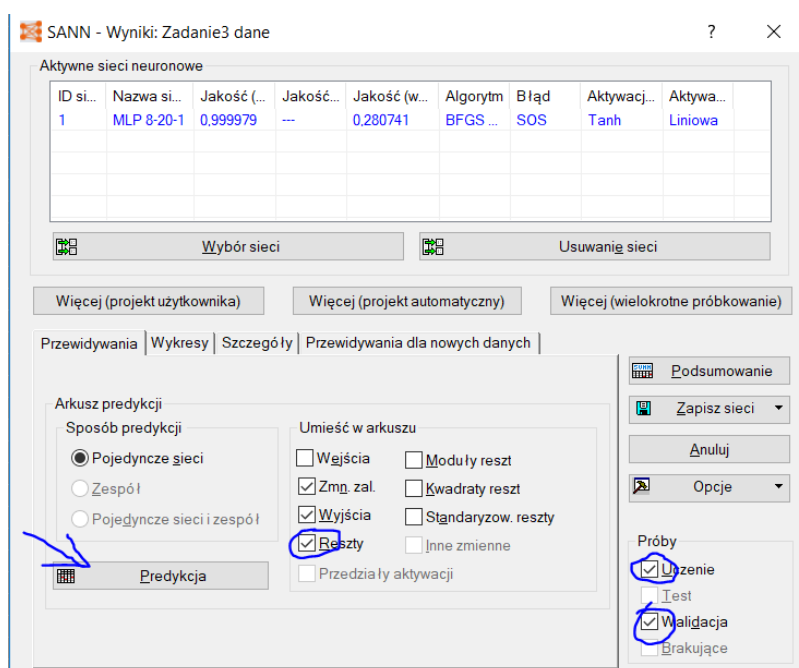 SANN - Wyniki: Zadanie3 dane ? ×
Aktywne sieci neuronowe
ID si... Nazwa si... Jakość (... Jakość... Jakość (w... Algorytm Błąd Aktywacj... Aktywa...
1 MLP 8-20-1 0,999979 --- 0,280741 BFGS ... SOS Tanh Liniowa
Wybór sieci Usuwanie sieci
Więcej (projekt użytkownika) Więcej (projekt automatyczny) Więcej (wielokrotne próbkowanie)
Przewidywania Wykresy Szczegóły Przewidywania dla nowych danych
Podsumowanie
Arkusz predykcji
Zapisz sieci
Sposób predykcji Umieść w arkuszu
Anuluj
Pojedyncze sieci Wejścia Moduły reszt
Zespół Zmn. zal. Kwadraty reszt
Opcje
Pojedyncze sieci i zespół Wyjścia Standaryzow. reszty
Reszty Inne zmienne
Próby
Predykcja Przedziały aktywacji
Uczenie
Test
Walidacja
Brakujące